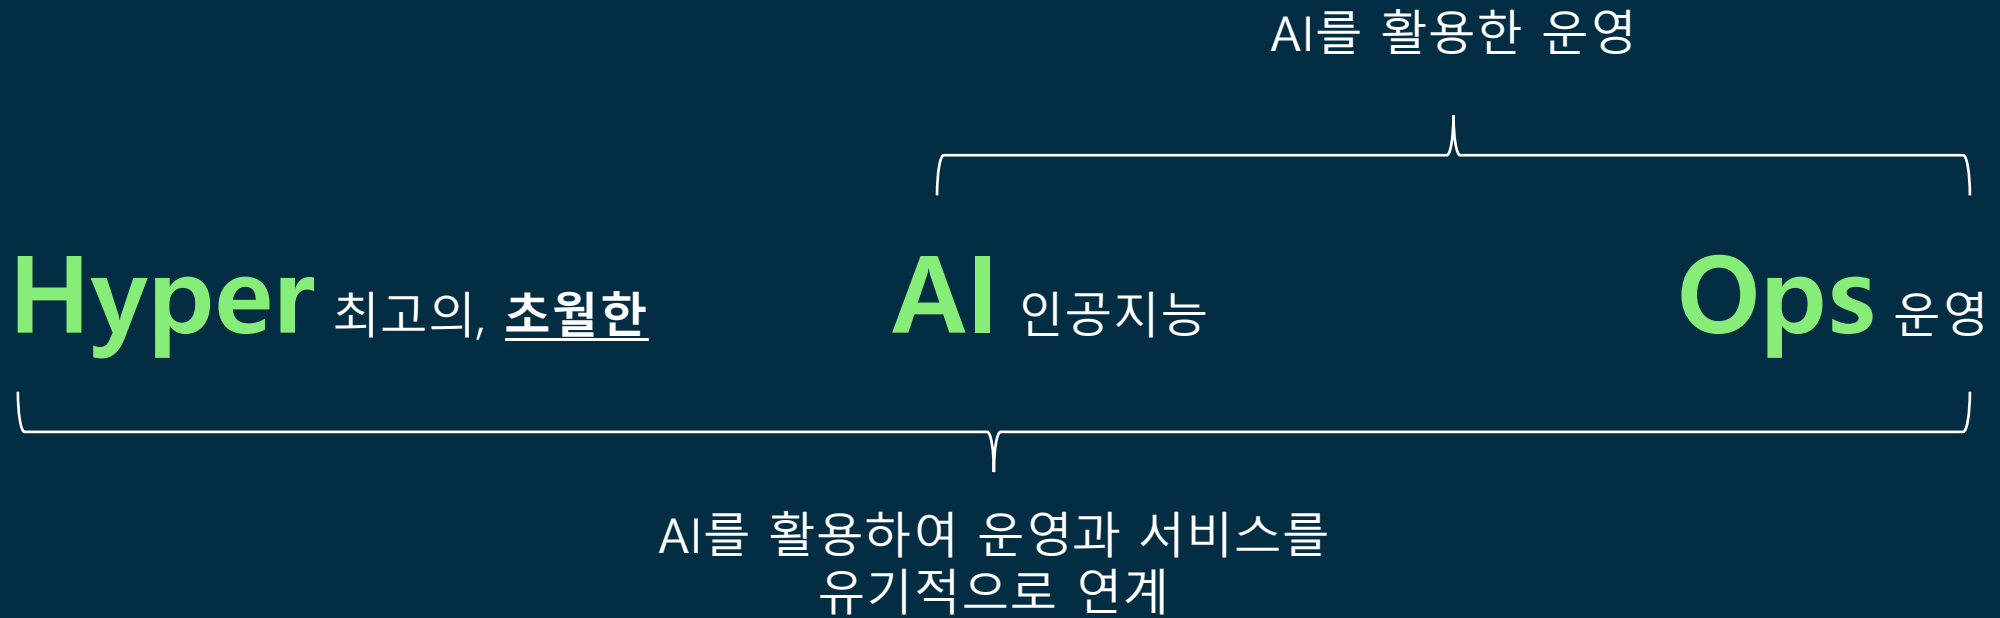 AI를 활용한 운영
Hyper 최고의, 초월한 AI 인공지능 Ops 운영
AI를 활용하여 운영과 서비스를
유기적으로 연계